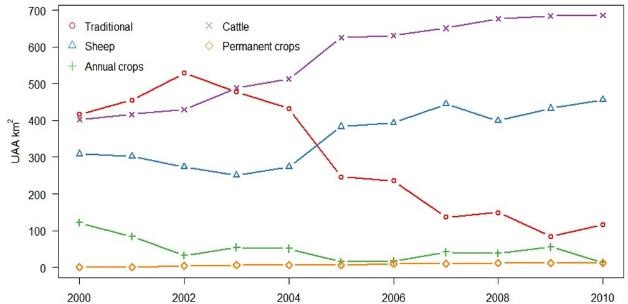 700
600
500
400
300
200
100
0
UAA km²
Traditional
Sheep
Annual crops
Cattle
Permanent crops
2000 2002 2004 2006 2008 2010